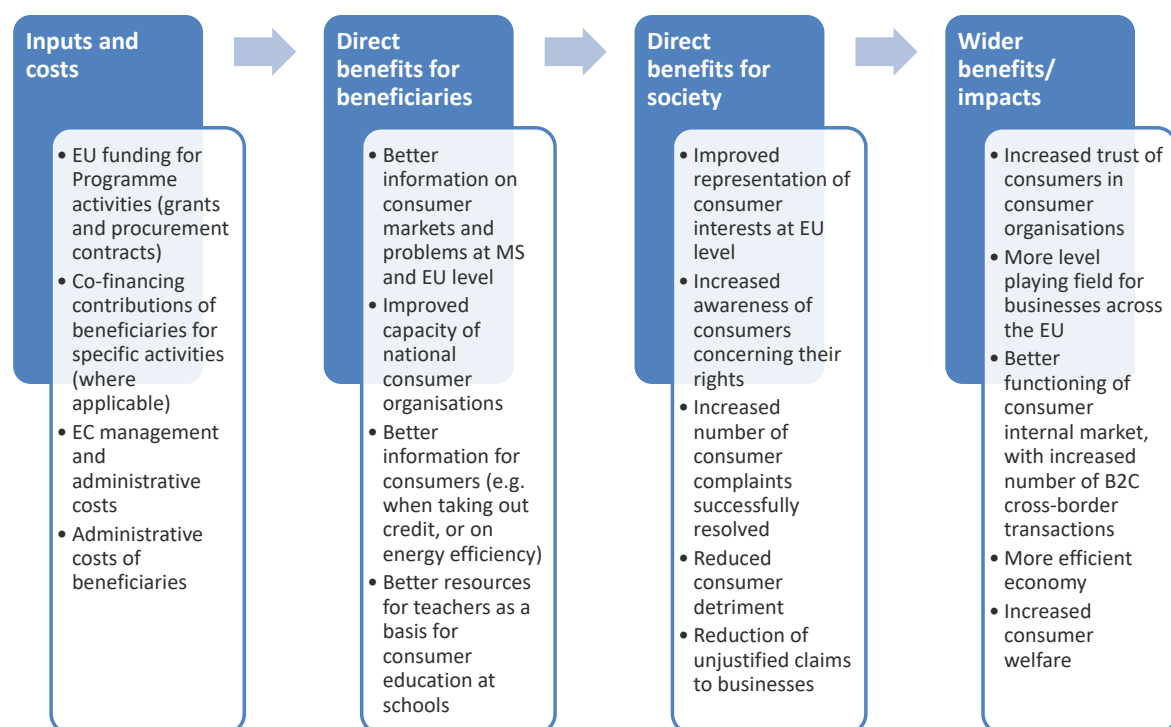 Inputs and
costs
• EU funding for
Programme
activities (grants
and procurement
contracts)
• Co-financing
contributions of
beneficiaries for
specific activities
(where
applicable)
• EC management
and
administrative
costs
• Administrative
costs of
beneficiaries
Direct
benefits for
beneficiaries
• Better
information on
consumer
markets and
problems at MS
and EU level
• Improved
capacity of
national
consumer
organisations
• Better
information for
consumers (e.g.
when taking out
credit, or on
energy efficiency)
• Better resources
for teachers as a
basis for
consumer
education at
schools
Direct
benefits for
society
• Improved
representation of
consumer
interests at EU
level
• Increased
awareness of
consumers
concerning their
rights
• Increased
number of
consumer
complaints
successfully
resolved
• Reduced
consumer
detriment
• Reduction of
unjustified claims
to businesses
Wider
benefits/
impacts
• Increased trust of
consumers in
consumer
organisations
• More level
playing field for
businesses across
the EU
• Better
functioning of
consumer
internal market,
with increased
number of B2C
cross-border
transactions
• More efficient
economy
• Increased
consumer
welfare